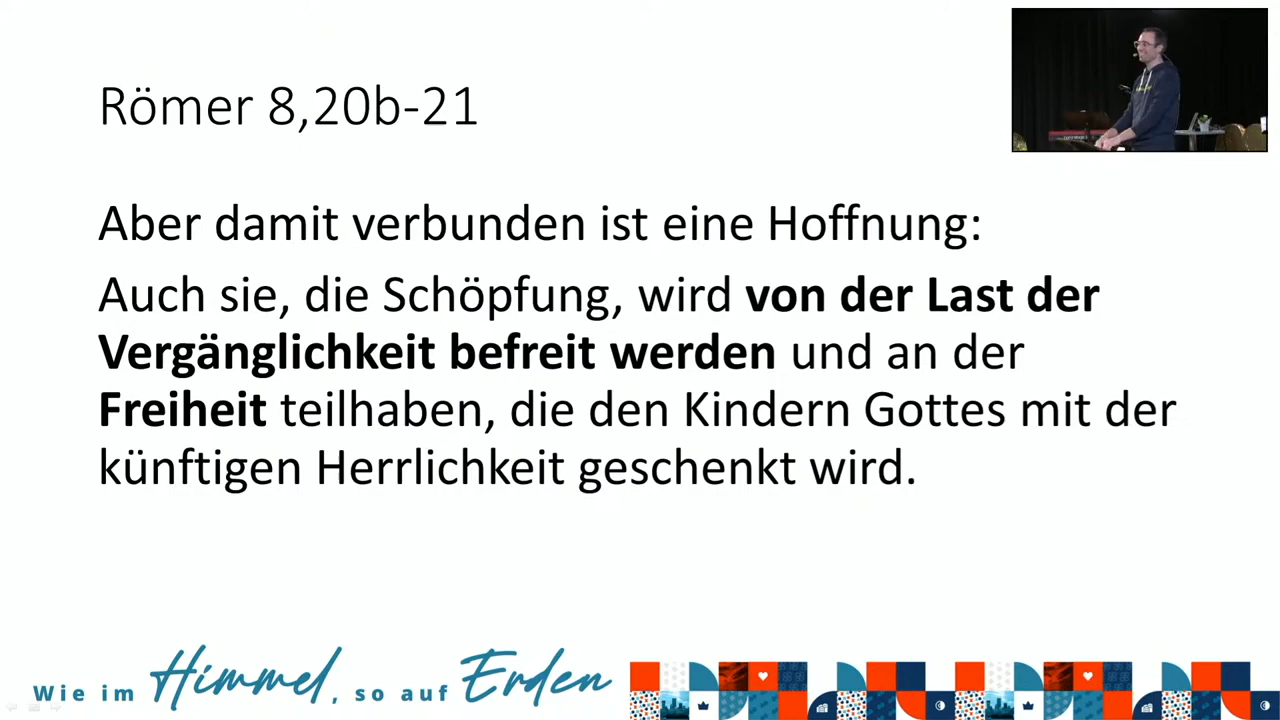 Römer 8,20b-21
Aber damit verbunden ist eine Hoffnung:
Auch sie, die Schöpfung, wird von der Last der
Vergänglichkeit befreit werden und an der
Freiheit teilhaben, die den Kindern Gottes mit der
künftigen Herrlichkeit geschenkt wird.
Wie im Himmel, so auf Erden